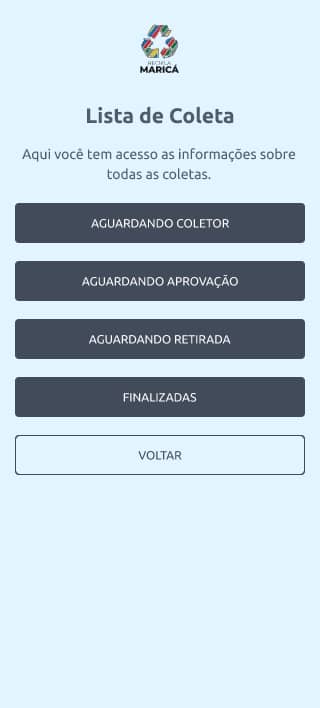 RECICLA
MARICÁ
Lista de Coleta
Aqui você tem acesso as informações sobre
todas as coletas.
AGUARDANDO COLETOR
AGUARDANDO APROVAÇÃO
AGUARDANDO RETIRADA
FINALIZADAS
VOLTAR